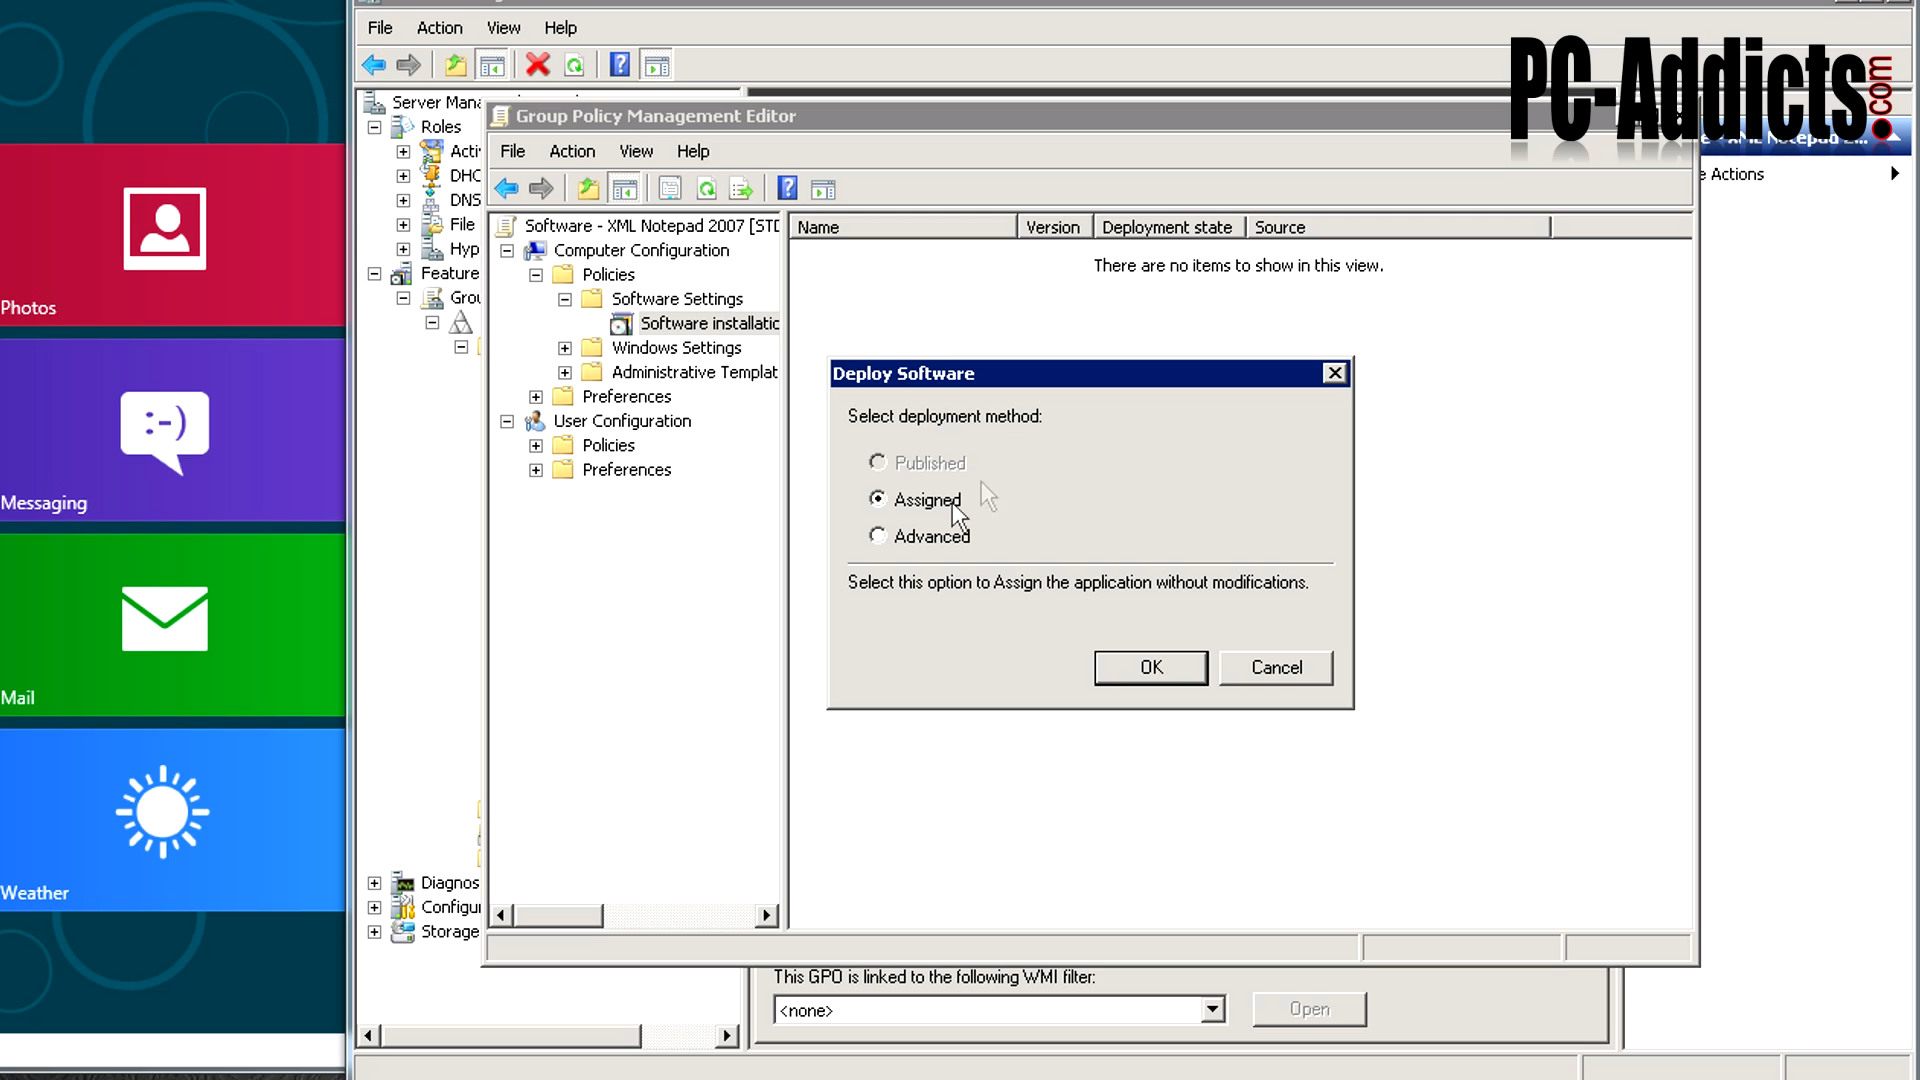 Photos
Messaging
Mail
Weather
File Action View Help
Server Mana
Roles
Acti
DHC
DNS
File
Hyp
Feature
Grou
Diagnos
Configu
Storage
Group Policy Management Editor
File Action View Help
Software - XML Notepad 2007 [STD
Computer Configuration
Policies
Software Settings
Software installatio
Windows Settings
Administrative Templat
Preferences
User Configuration
Policies
Preferences
Name Version Deployment state Source
There are no items to show in this view.
Deploy Software
Select deployment method:
Published
Assigned
Advanced
Select this option to Assign the application without modifications.
OK Cancel
This GPO is linked to the following WMI filter:
<none> Open
PC-Addicts.com
e Actions